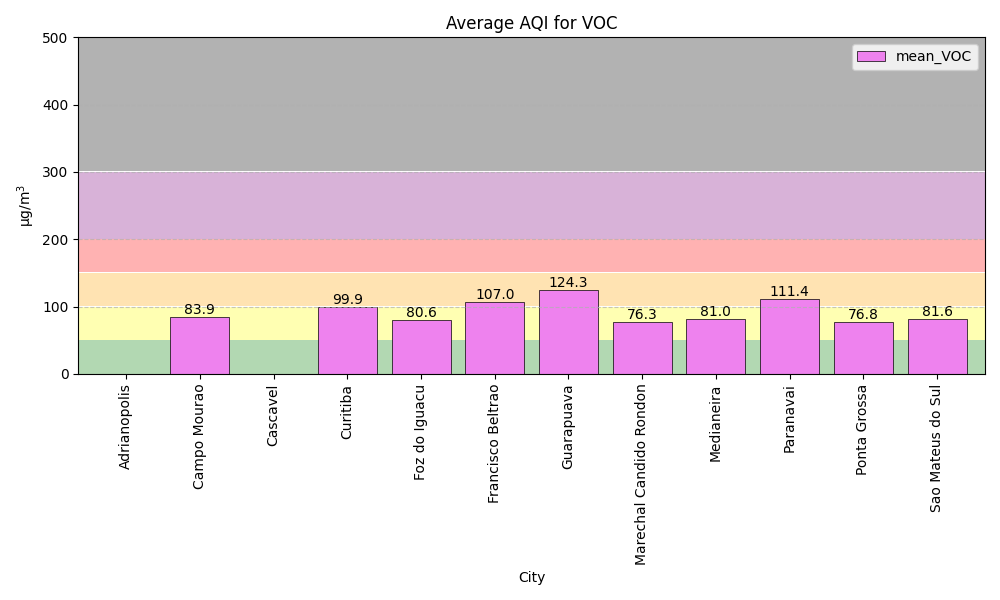 Average AQI for VOC
500
400
300
200
100
0
µg/m³
mean_VOC
83.9
99.9
80.6
107.0
124.3
76.3
81.0
111.4
76.8
81.6
Adrianopolis
Campo Mourao
Cascavel
Curitiba
Foz do Iguacu
Francisco Beltrao
Guarapuava
Marechal Candido Rondon
Medianeira
Paranavai
Ponta Grossa
Sao Mateus do Sul
City